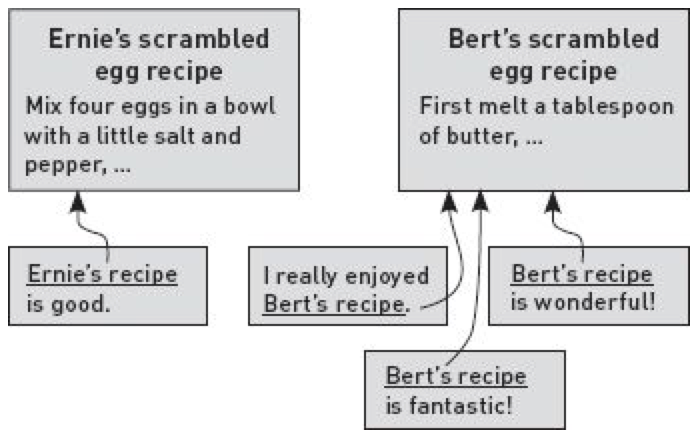 Ernie's scrambled
egg recipe
Mix four eggs in a bowl
with a little salt and
pepper, ...
Bert's scrambled
egg recipe
First melt a tablespoon
of butter, ...
Ernie's recipe
is good.
I really enjoyed
Bert's recipe.
Bert's recipe
is wonderful!
Bert's recipe
is fantastic!